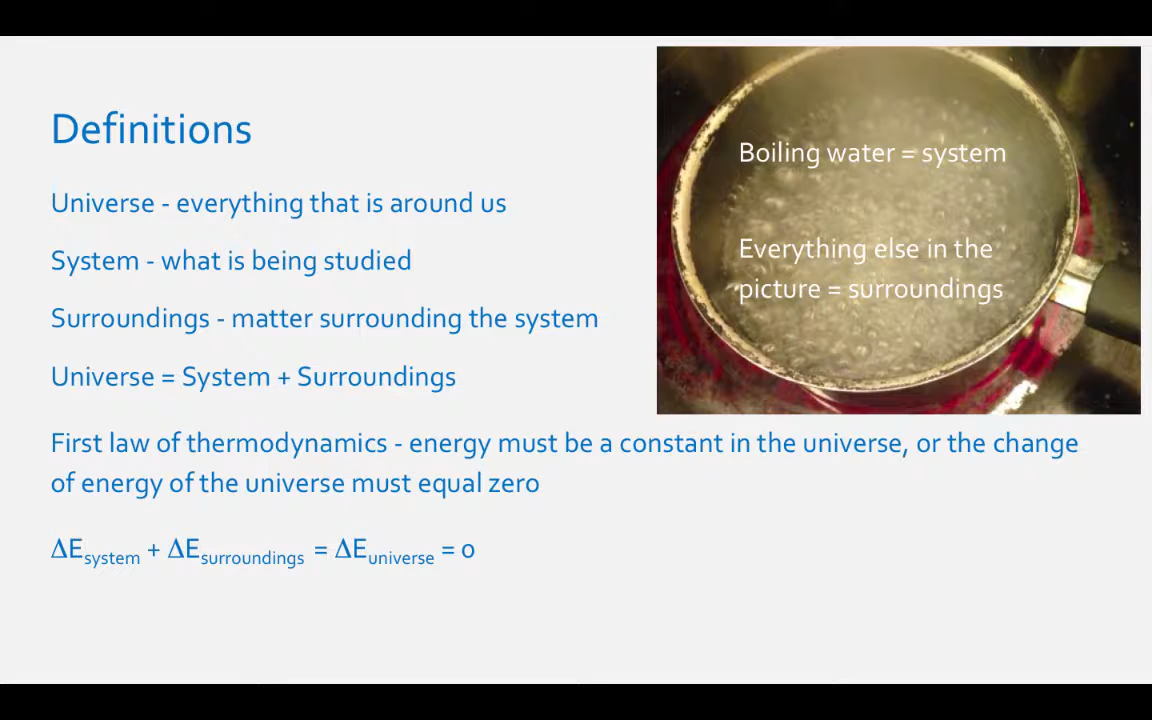 Definitions
Universe - everything that is around us
System - what is being studied
Surroundings - matter surrounding the system
Universe = System + Surroundings
First law of thermodynamics - energy must be a constant in the universe, or the change
of energy of the universe must equal zero
ΔEsystem + ΔEsurroundings = ΔEuniverse = 0
Boiling water = system
Everything else in the
picture = surroundings